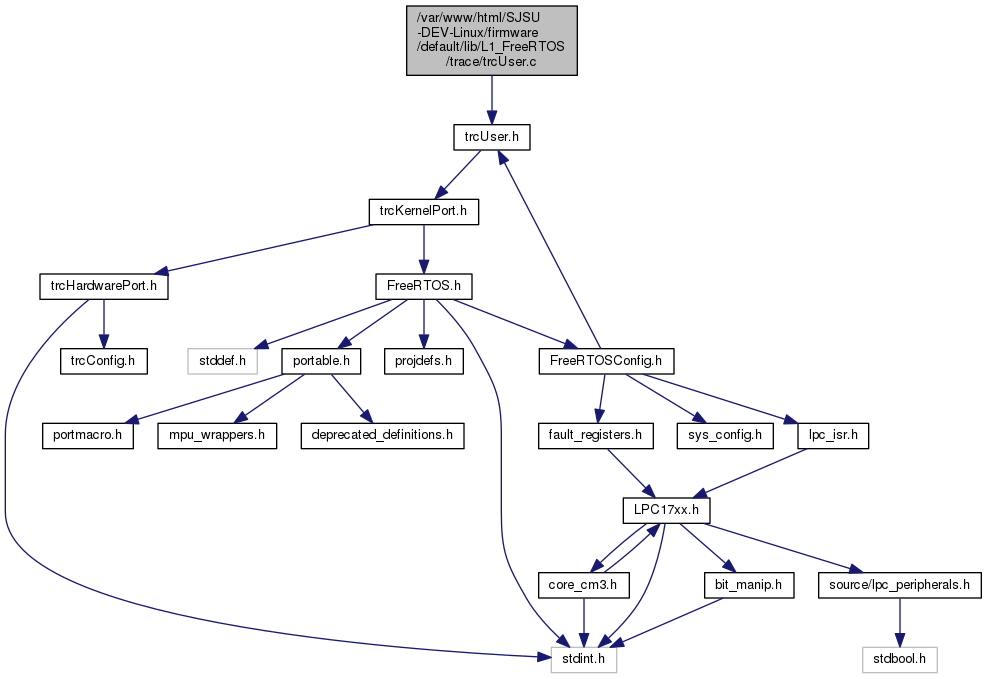 /var/www/html/SJSU
-DEV-Linux/firmware
/default/lib/L1_FreeRTOS
/trace/trcUser.c
trcUser.h
trcKernelPort.h
trcHardwarePort.h
FreeRTOS.h
trcConfig.h
stddef.h
portable.h
projdefs.h
FreeRTOSConfig.h
portmacro.h
mpu_wrappers.h
deprecated_definitions.h
fault_registers.h
sys_config.h
lpc_isr.h
LPC17xx.h
core_cm3.h
bit_manip.h
source/lpc_peripherals.h
stdint.h
stdbool.h